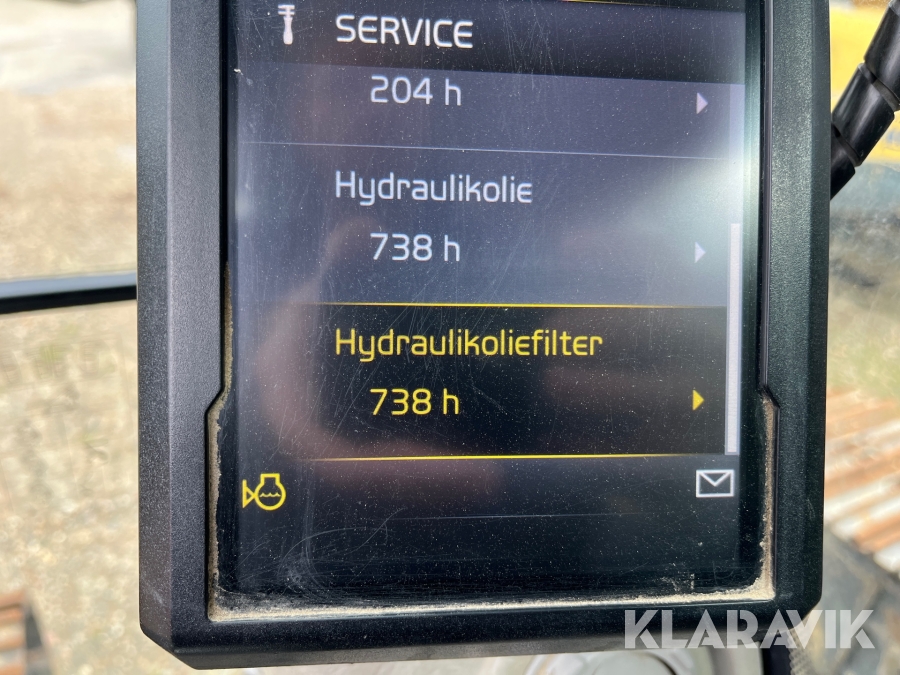 SERVICE
204 h
Hydraulikolie
738 h
Hydraulikoliefilter
738 h
KLARAVIK